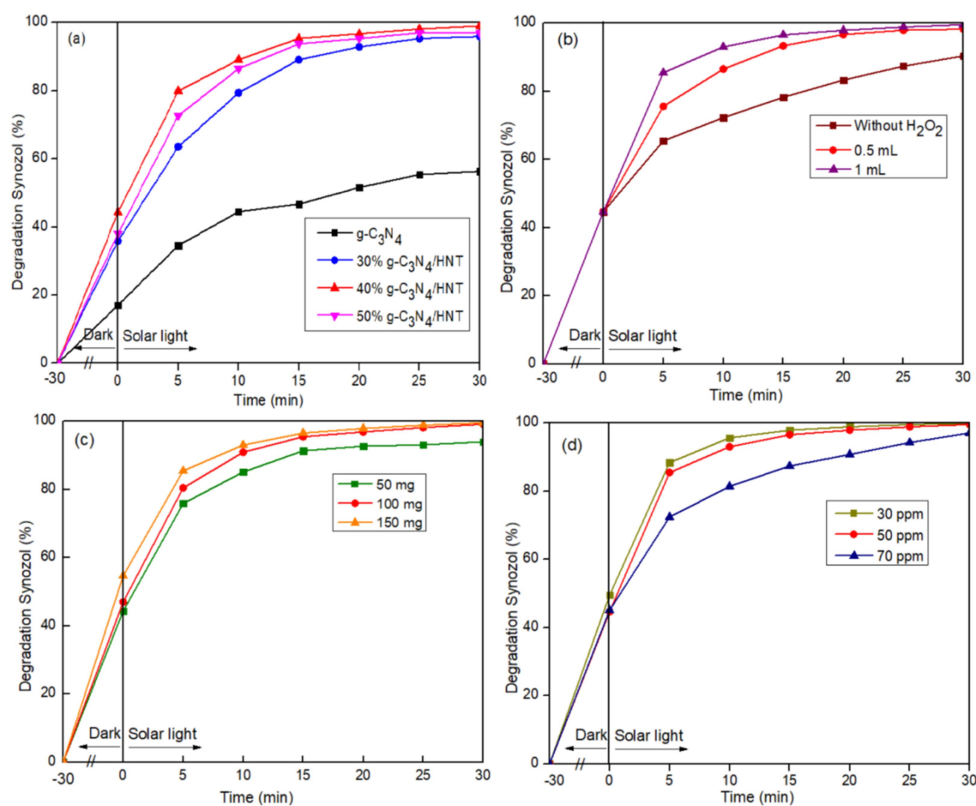 (a)
Degradation Synozol (%)
100
80
60
40
20
0
g-C₃N₄
30% g-C₃N₄/HNT
40% g-C₃N₄/HNT
50% g-C₃N₄/HNT
Dark
Solar light
-30 0 5 10 15 20 25 30
Time (min)
(b)
Degradation Synozol (%)
100
80
60
40
20
0
Without H₂O₂
0.5 mL
1 mL
Dark
Solar light
-30 0 5 10 15 20 25 30
Time (min)
(c)
Degradation Synozol (%)
100
80
60
40
20
0
50 mg
100 mg
150 mg
Dark
Solar light
-30 0 5 10 15 20 25 30
Time (min)
(d)
Degradation Synozol (%)
100
80
60
40
20
0
30 ppm
50 ppm
70 ppm
Dark
Solar light
-30 0 5 10 15 20 25 30
Time (min)